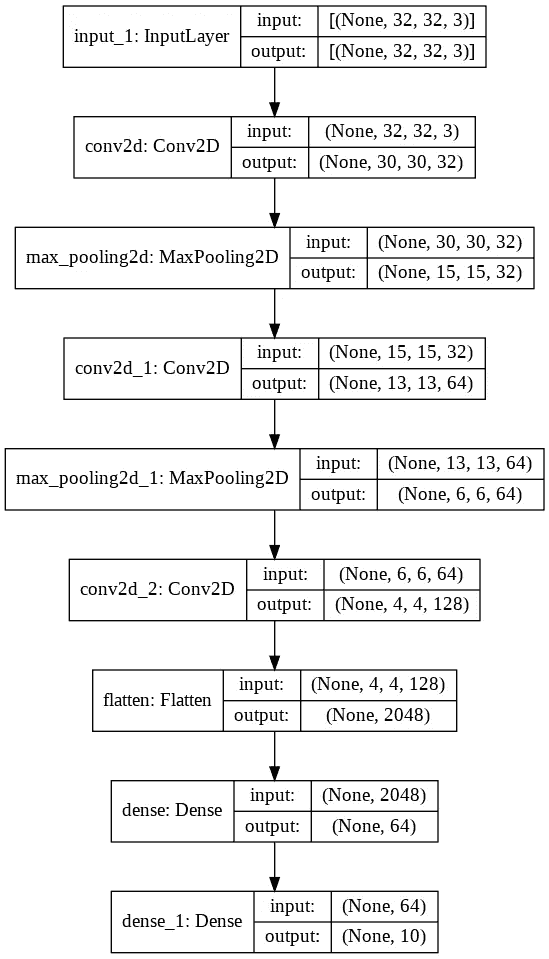 input_1: InputLayer
input: [(None, 32, 32, 3)]
output: [(None, 32, 32, 3)]
conv2d: Conv2D
input: (None, 32, 32, 3)
output: (None, 30, 30, 32)
max_pooling2d: MaxPooling2D
input: (None, 30, 30, 32)
output: (None, 15, 15, 32)
conv2d_1: Conv2D
input: (None, 15, 15, 32)
output: (None, 13, 13, 64)
max_pooling2d_1: MaxPooling2D
input: (None, 13, 13, 64)
output: (None, 6, 6, 64)
conv2d_2: Conv2D
input: (None, 6, 6, 64)
output: (None, 4, 4, 128)
flatten: Flatten
input: (None, 4, 4, 128)
output: (None, 2048)
dense: Dense
input: (None, 2048)
output: (None, 64)
dense_1: Dense
input: (None, 64)
output: (None, 10)